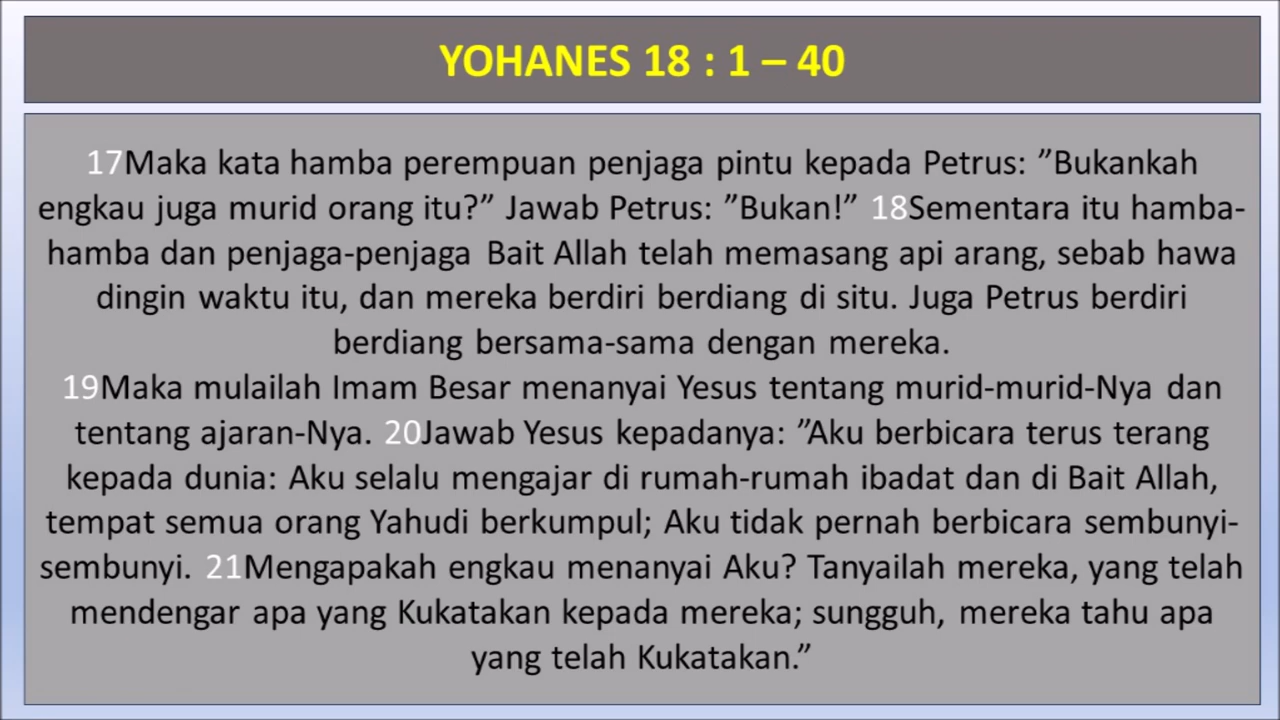 YOHANES 18 : 1 – 40
17Maka kata hamba perempuan penjaga pintu kepada Petrus: ”Bukankah
engkau juga murid orang itu?” Jawab Petrus: ”Bukan!” 18Sementara itu hamba-
hamba dan penjaga-penjaga Bait Allah telah memasang api arang, sebab hawa
dingin waktu itu, dan mereka berdiri berdiang di situ. Juga Petrus berdiri
berdiang bersama-sama dengan mereka.
19Maka mulailah Imam Besar menanyai Yesus tentang murid-murid-Nya dan
tentang ajaran-Nya. 20Jawab Yesus kepadanya: ”Aku berbicara terus terang
kepada dunia: Aku selalu mengajar di rumah-rumah ibadat dan di Bait Allah,
tempat semua orang Yahudi berkumpul; Aku tidak pernah berbicara sembunyi-
sembunyi. 21Mengapakah engkau menanyai Aku? Tanyailah mereka, yang telah
mendengar apa yang Kukatakan kepada mereka; sungguh, mereka tahu apa
yang telah Kukatakan.”